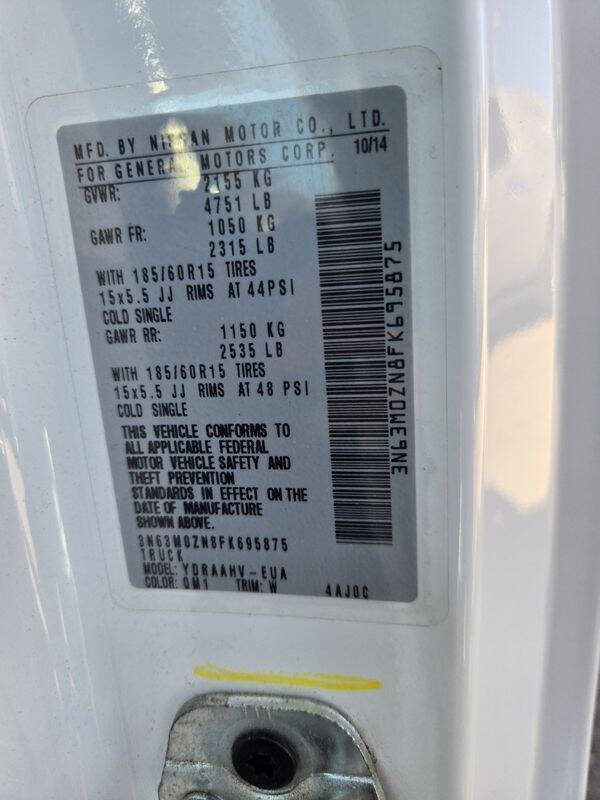 MFD. BY NISSAN MOTOR CO., LTD.
FOR GENERAL MOTORS CORP. 10/14
GVWR: 2155 KG
4751 LB
GAWR FR: 1050 KG
2315 LB
WITH 185/60R15 TIRES
15x5.5 JJ RIMS AT 44PSI
COLD SINGLE
GAWR RR: 1150 KG
2535 LB
WITH 185/60R15 TIRES
15x5.5 JJ RIMS AT 48 PSI
COLD SINGLE
THIS VEHICLE CONFORMS TO
ALL APPLICABLE FEDERAL
MOTOR VEHICLE SAFETY AND
THEFT PREVENTION
STANDARDS IN EFFECT ON THE
DATE OF MANUFACTURE
SHOWN ABOVE
3N63M0ZN8FK695875
TRUCK
MODEL: YDRAAHV-EUA
COLOR: QM1 TRIM: W 4AJ0C
3N63M0ZN8FK695875